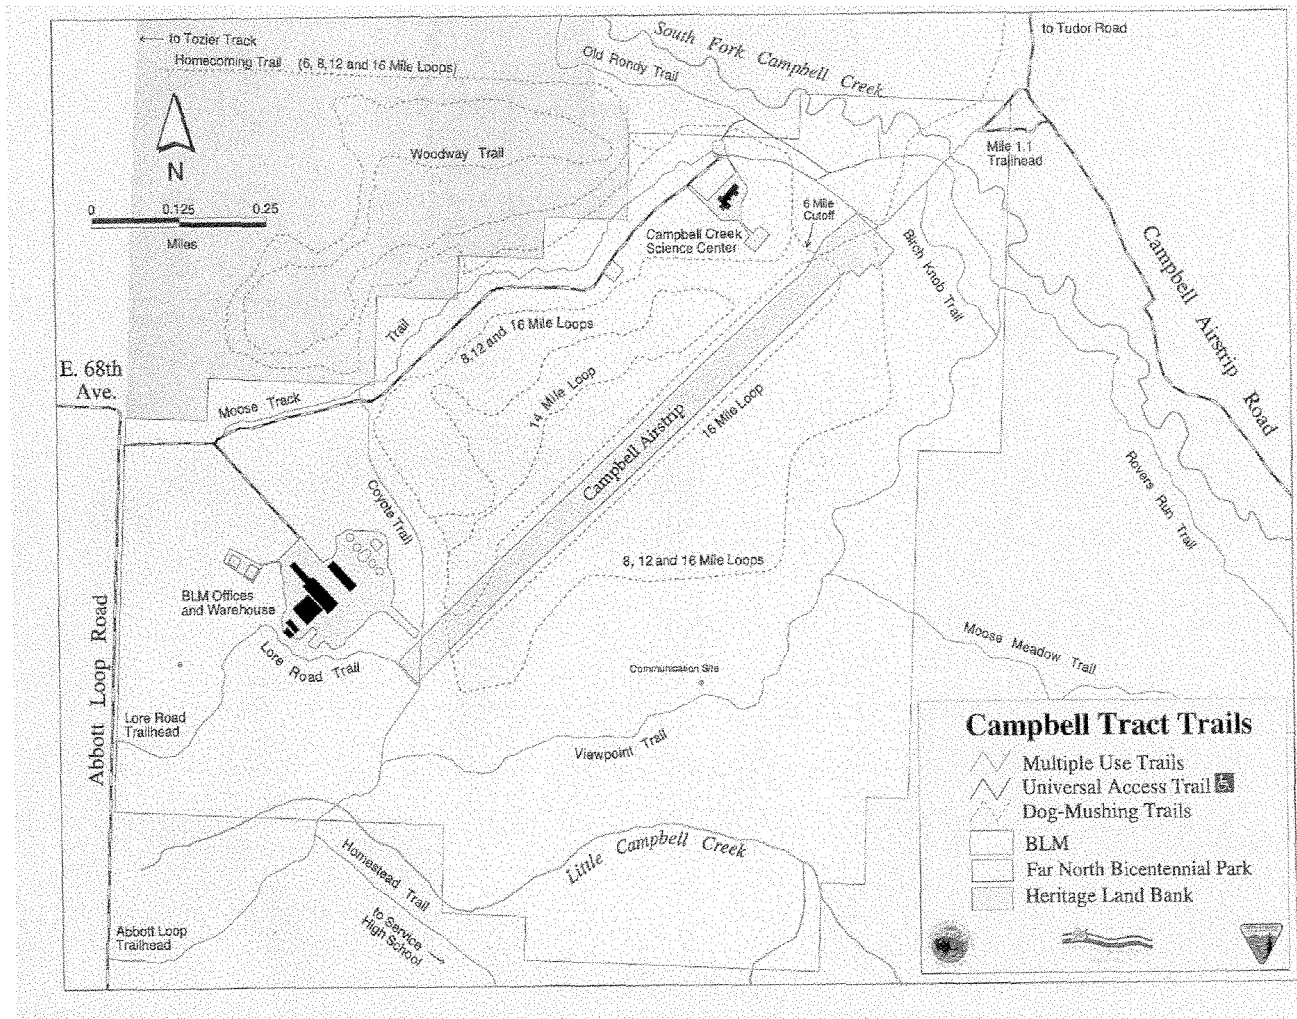 to Tozier Track
Homecoming Trail (6, 8, 12 and 16 Mile Loops)
South Fork Campbell Creek
Old Rondy Trail
to Tudor Road
N
Woodway Trail
Mile 1.1
Trailhead
0 0.125 0.25
Miles
6 Mile
Cutoff
Campbell Creek
Science Center
Birch Knob Trail
Campbell Airstrip Road
Trail
8, 12 and 16 Mile Loops
14 Mile Loop
E. 68th
Ave.
Moose Track
Campbell Airstrip
16 Mile Loop
Coyote Trail
Rovers Run Trail
8, 12 and 16 Mile Loops
BLM Offices
and Warehouse
Abbott Loop Road
Lore Road Trail
Moose Meadow Trail
Communication Site
Lore Road
Trailhead
Viewpoint Trail
Campbell Tract Trails
Multiple Use Trails
Universal Access Trail
Dog-Mushing Trails
BLM
Far North Bicentennial Park
Heritage Land Bank
Little Campbell Creek
Homestead Trail
to Service
High School
Abbott Loop
Trailhead